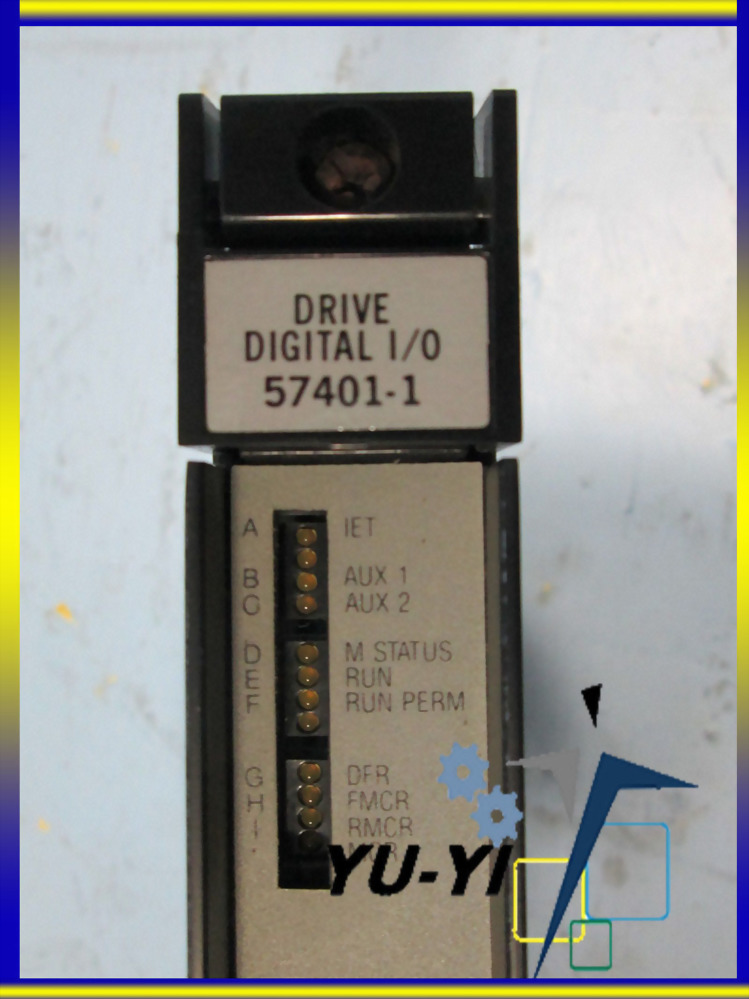 DRIVE
DIGITAL I/O
57401-1
A IET
B AUX 1
C AUX 2
D M STATUS
E RUN
F RUN PERM
G DFR
H FMCR
I RMCR
YU-YI